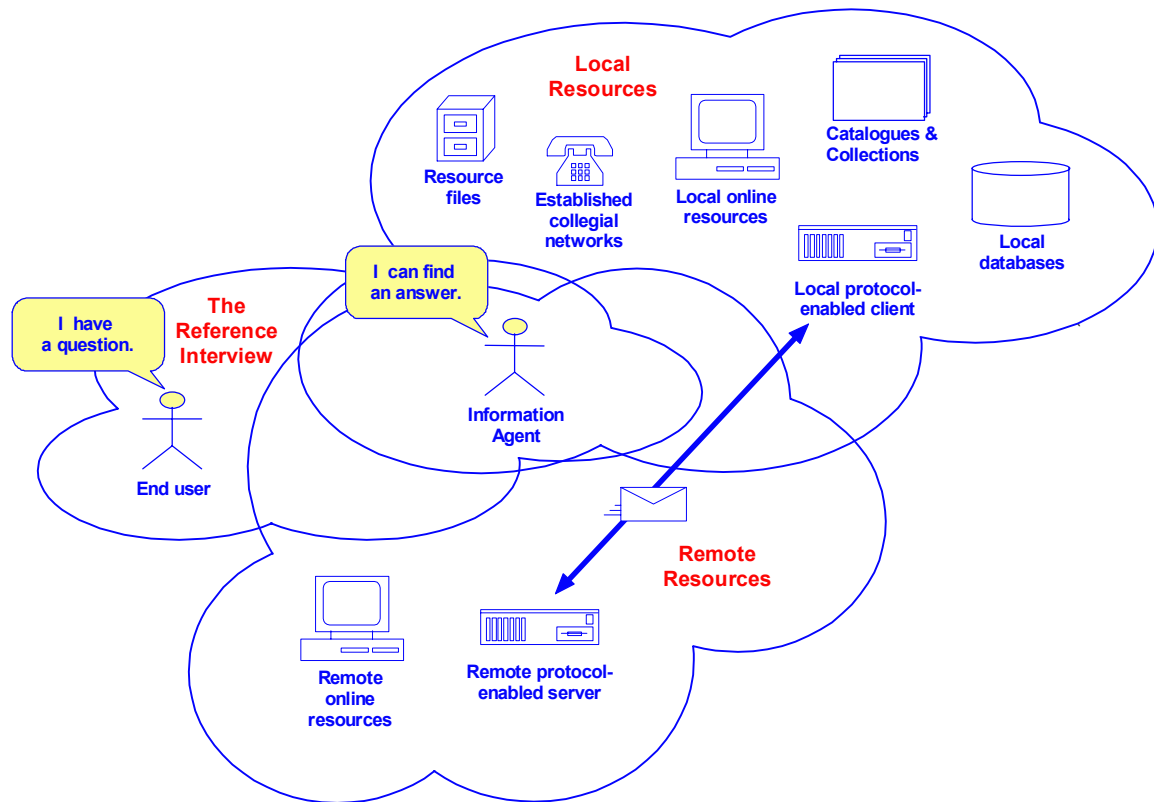 Local
Resources
Resource
files
Established
collegial
networks
Local online
resources
Catalogues &
Collections
Local
databases
Local protocol-
enabled client
I can find
an answer.
The
Reference
Interview
I have
a question.
Information
Agent
End user
Remote
Resources
Remote
online
resources
Remote protocol-
enabled server